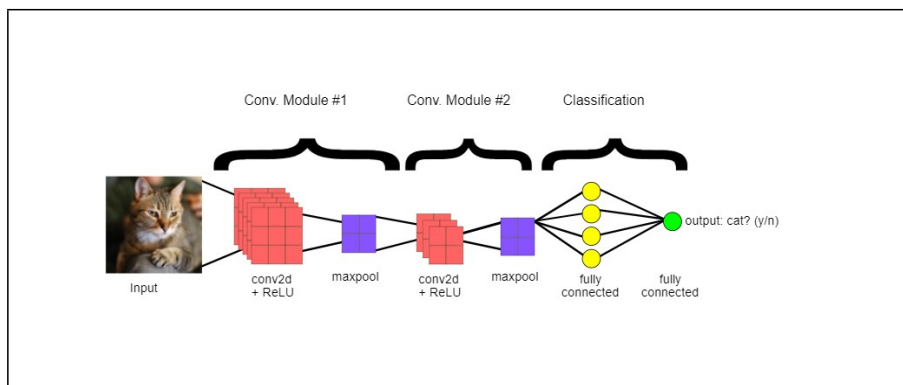 Conv. Module #1
Conv. Module #2
Classification
output: cat? (y/n)
Input
conv2d
+ ReLU
maxpool
conv2d
+ ReLU
maxpool
fully
connected
fully
connected